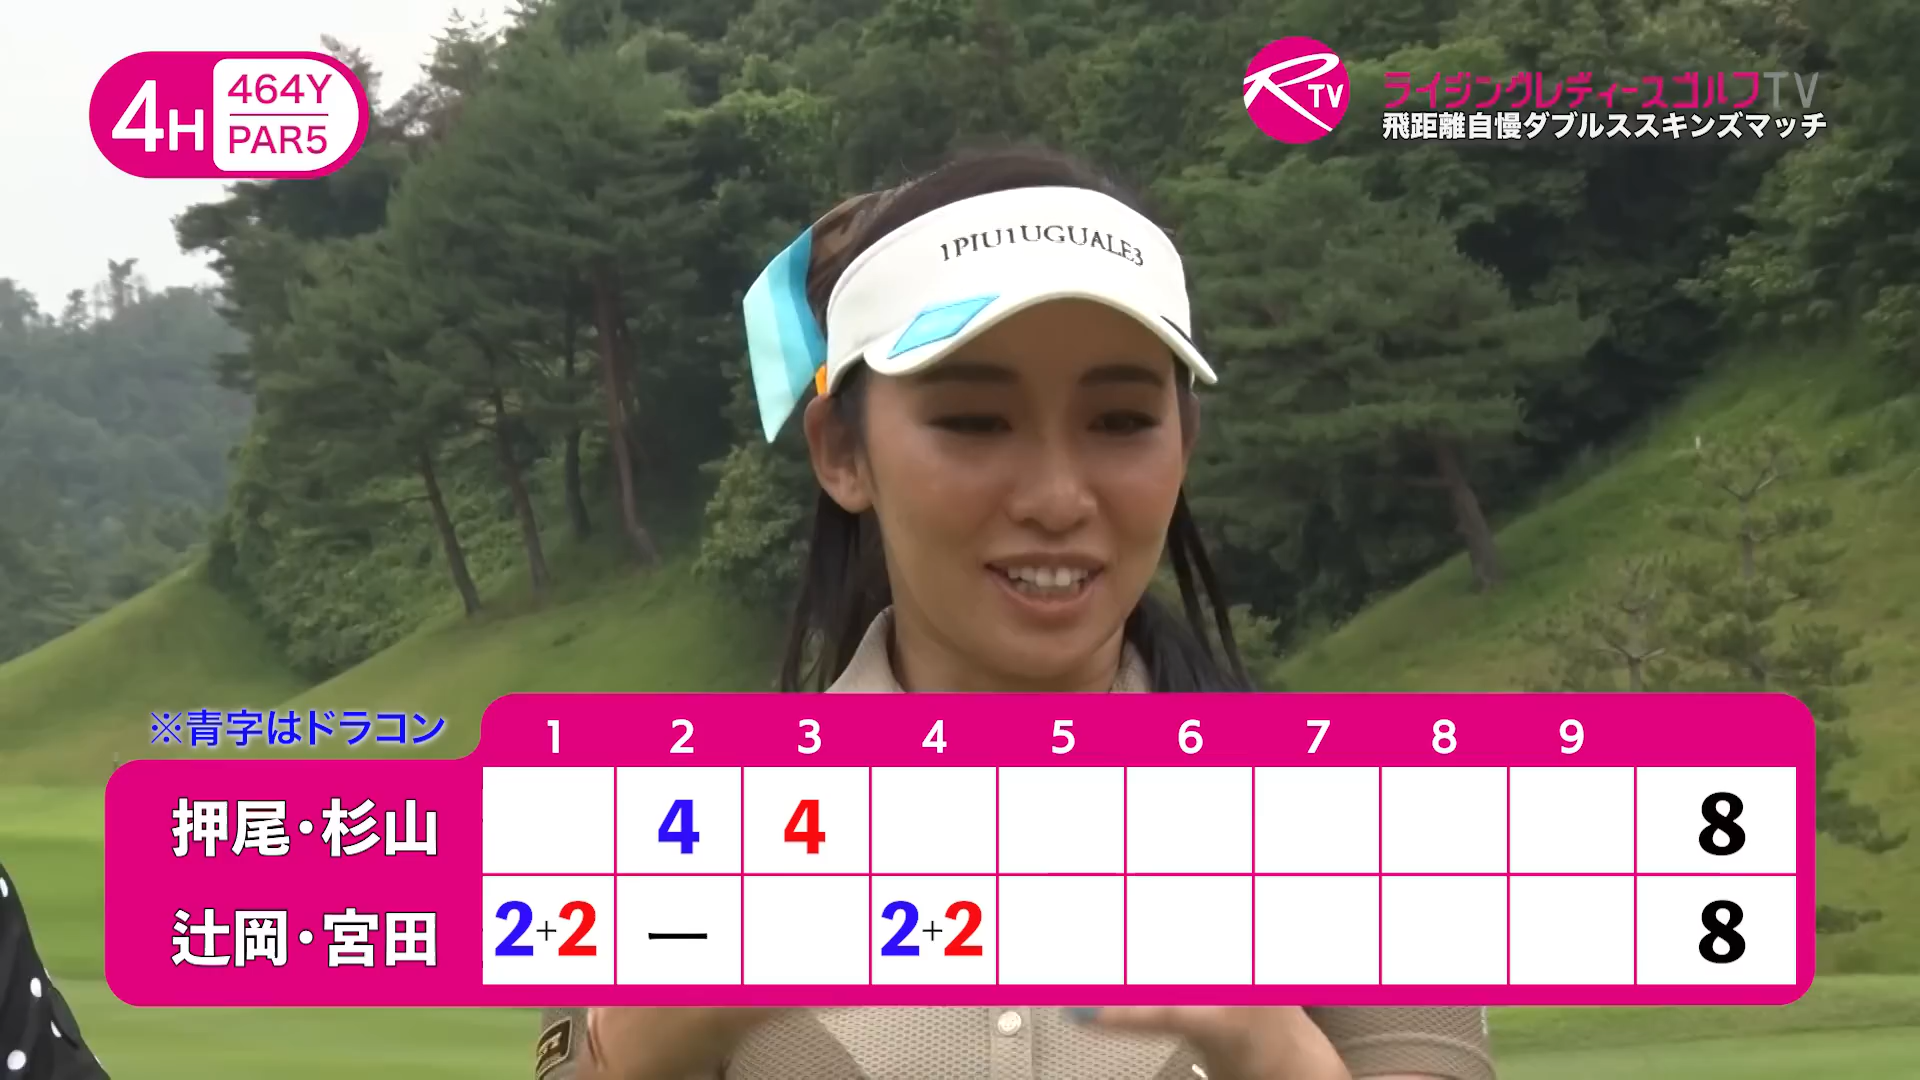 4H
464Y
PAR5
R TV
ライジングレディースゴルフTV
飛距離自慢ダブルススキンズマッチ
1PIU1UGUALE3
※青字はドラコン
1 2 3 4 5 6 7 8 9
押尾・杉山 4 4 8
辻岡・宮田 2+2 — 2+2 8